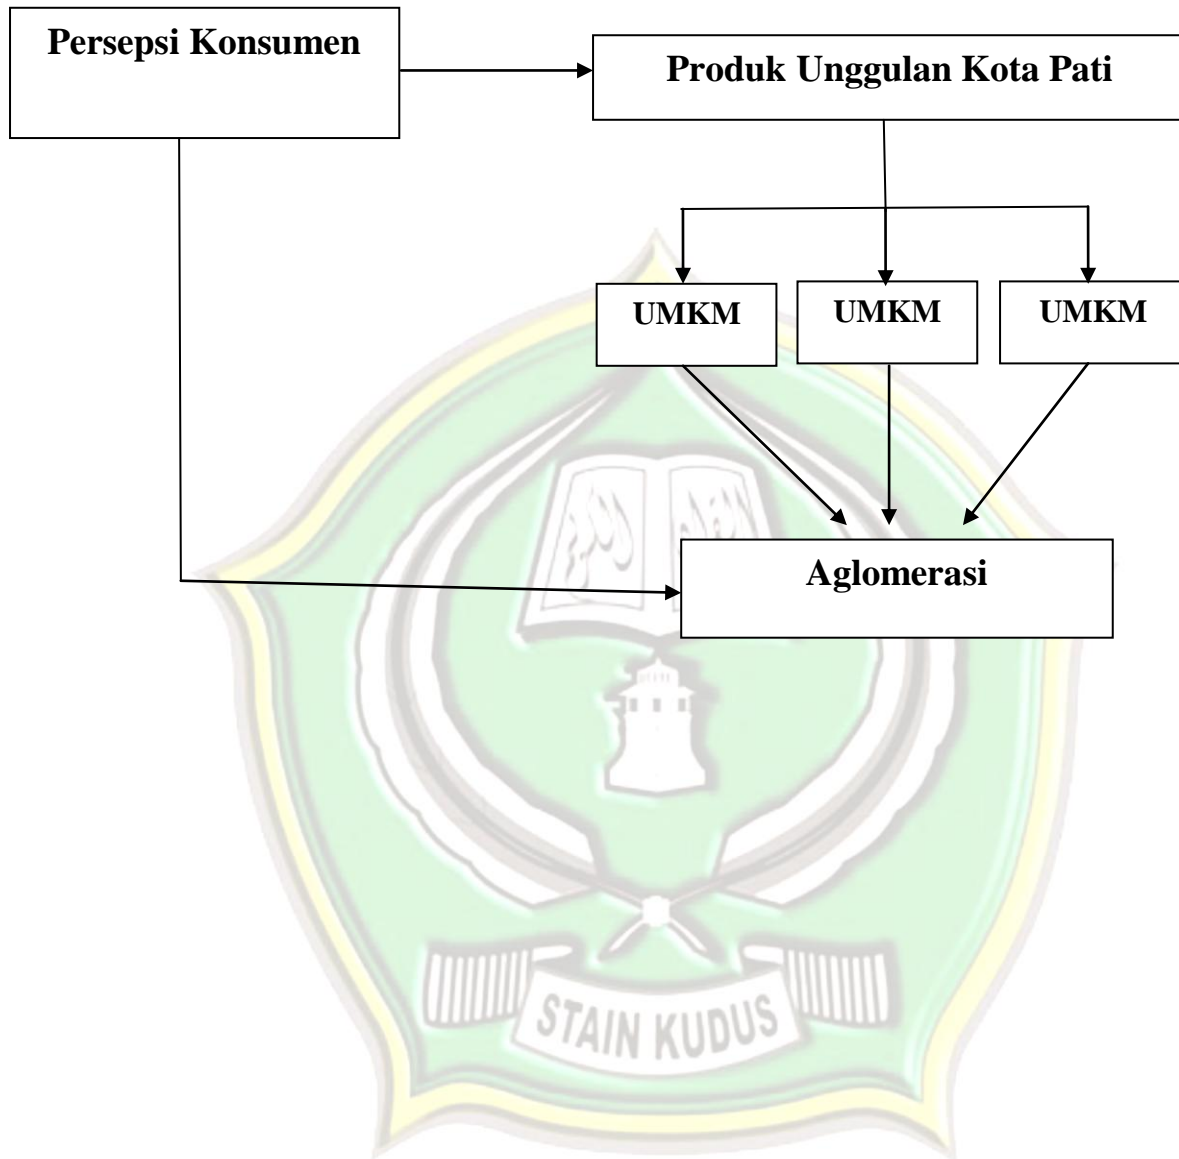 Persepsi Konsumen
Produk Unggulan Kota Pati
UMKM
UMKM
UMKM
Aglomerasi
STAIN KUDUS